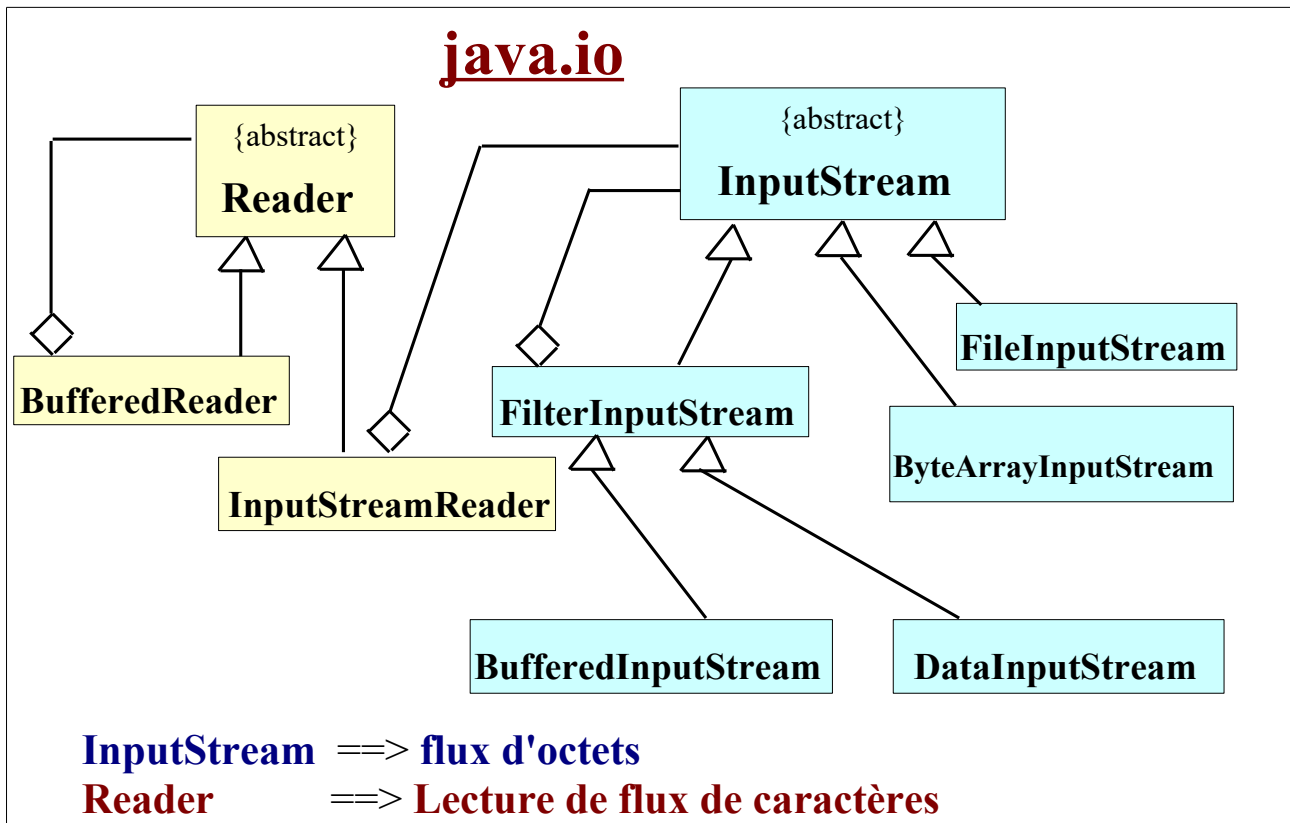 java.io
{abstract}
Reader
{abstract}
InputStream
BufferedReader
InputStreamReader
FilterInputStream
FileInputStream
ByteArrayInputStream
BufferedInputStream
DataInputStream
InputStream ==> flux d'octets
Reader ==> Lecture de flux de caractères